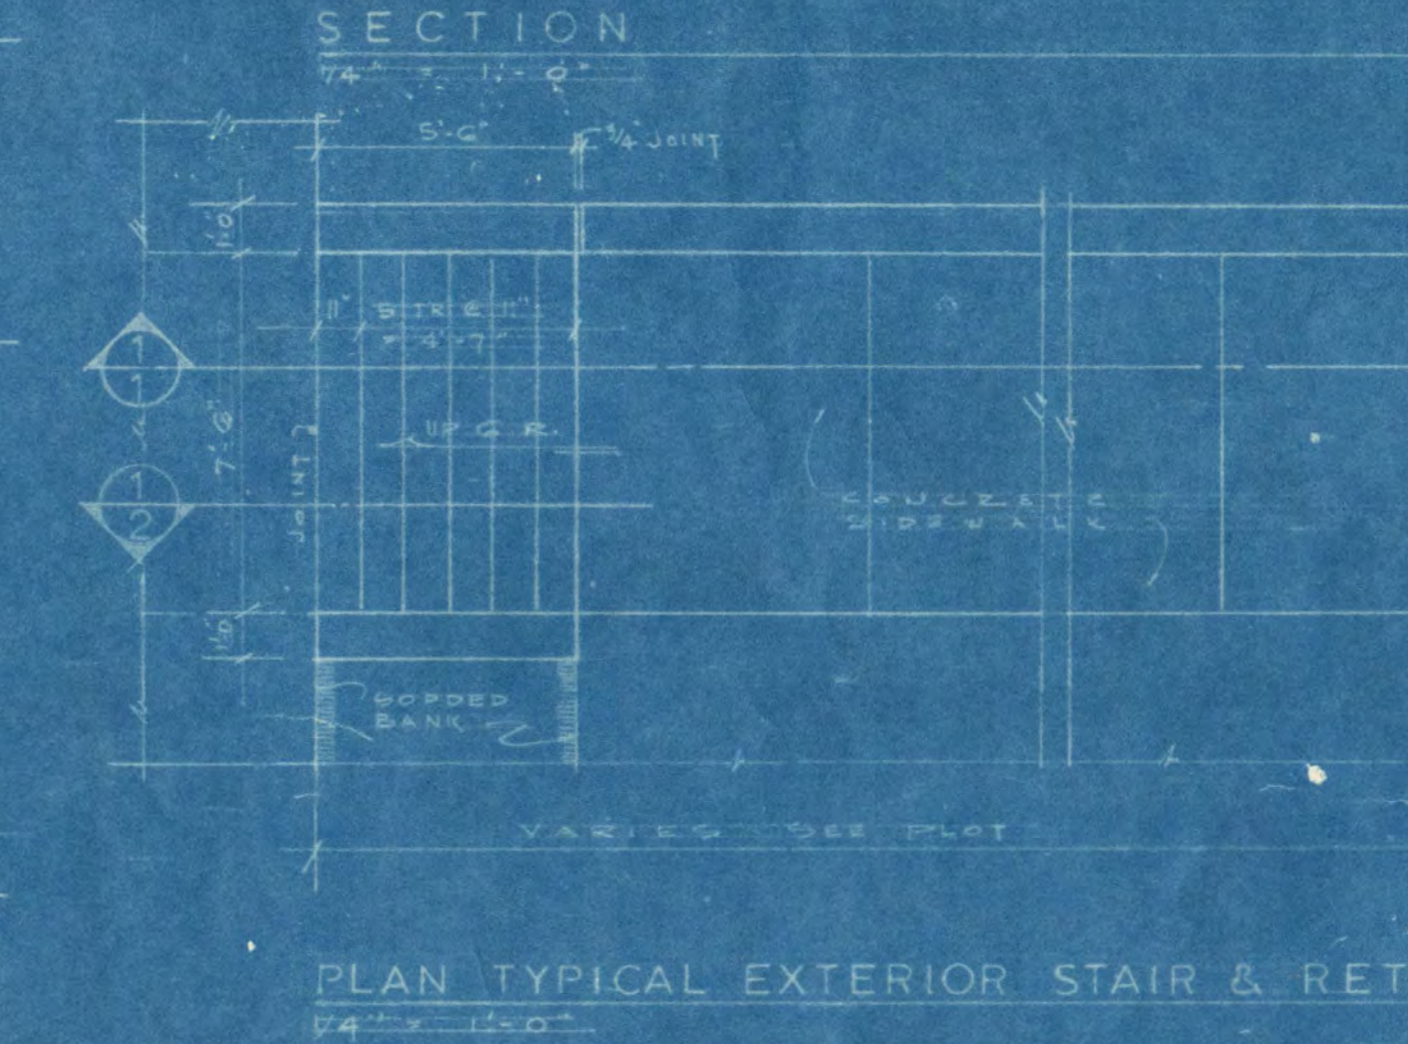 SECTION
1/4" = 1'-0"
5'-6"
3/4" JOINT
1'-0"
11" 5 TR @ 11"
= 4'-7"
1
1
7'-6"
UP 6 R.
JOINT
1
2
CONCRETE
SIDEWALK
1'-0"
SODDED
BANK
VARIES SEE PLOT
PLAN TYPICAL EXTERIOR STAIR & RET
1/4" = 1'-0"